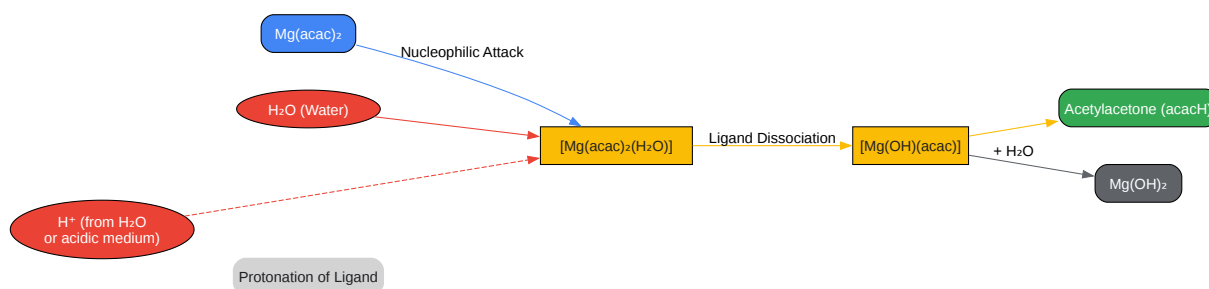 Mg(acac)₂
Nucleophilic Attack
H₂O (Water)
Acetylacetone (acacH)
[Mg(acac)₂(H₂O)]
Ligand Dissociation
[Mg(OH)(acac)]
+ H₂O
Mg(OH)₂
H⁺ (from H₂O
or acidic medium)
Protonation of Ligand